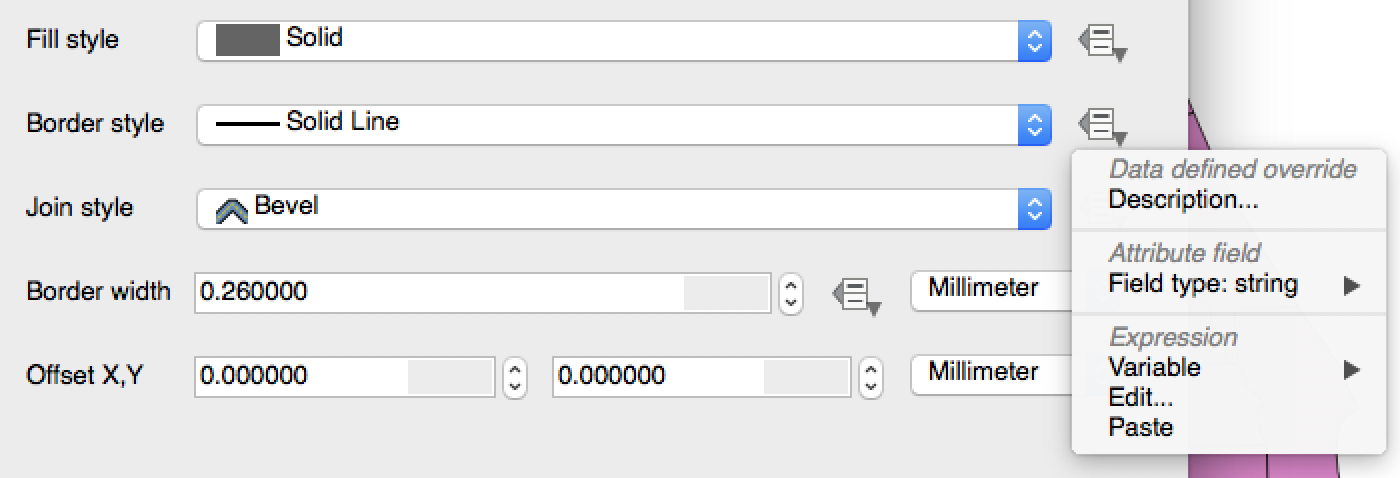 Fill style
Solid
Border style
Solid Line
Join style
Bevel
Border width
0.260000
Millimeter
Offset X,Y
0.000000
0.000000
Millimeter
Data defined override
Description...
Attribute field
Field type: string
Expression
Variable
Edit...
Paste